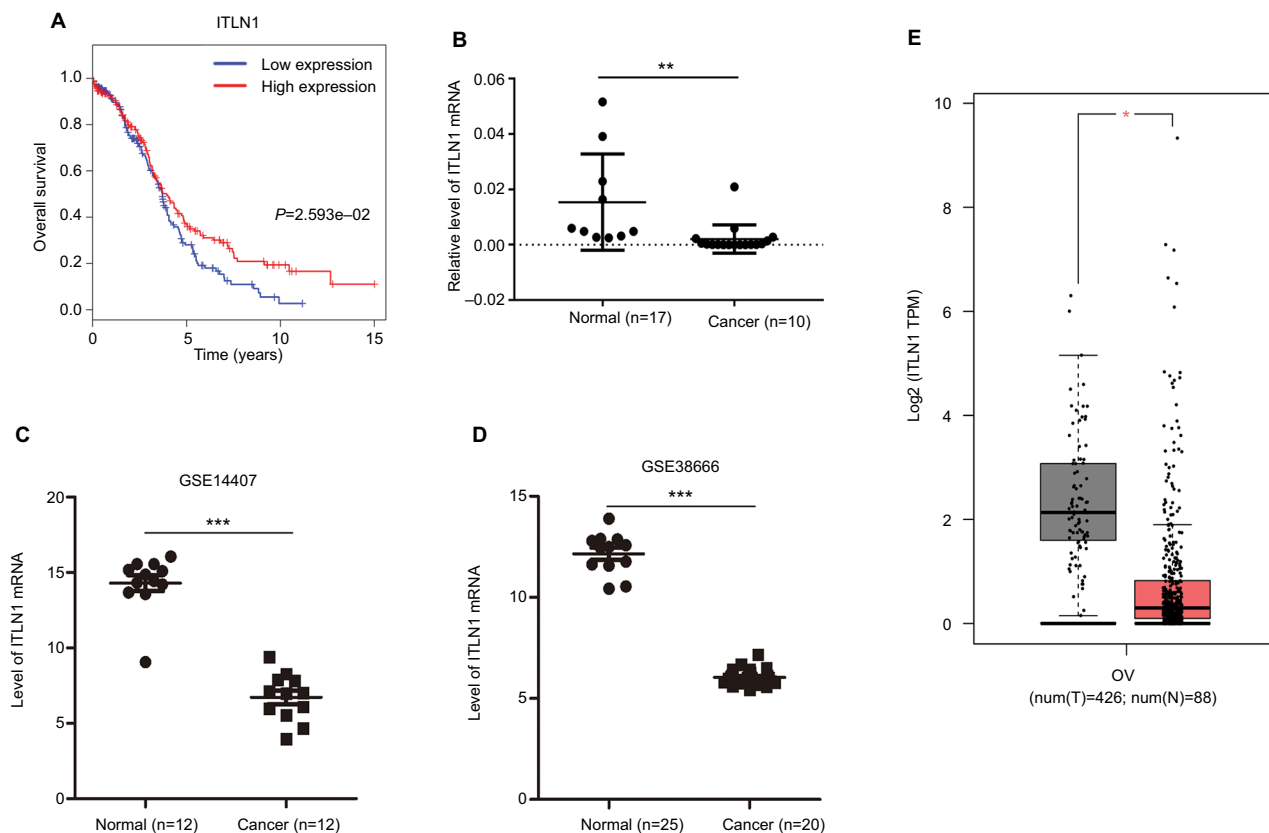 A
ITLN1
Low expression
High expression
P=2.593e–02
Overall survival
1.0
0.8
0.6
0.4
0.2
0.0
0
5
10
15
Time (years)
B
**
Relative level of ITLN1 mRNA
0.06
0.04
0.02
0.00
–0.02
Normal (n=17)
Cancer (n=10)
C
GSE14407
***
Level of ITLN1 mRNA
20
15
10
5
0
Normal (n=12)
Cancer (n=12)
D
GSE38666
***
Level of ITLN1 mRNA
15
10
5
0
Normal (n=25)
Cancer (n=20)
E
*
Log2 (ITLN1 TPM)
10
8
6
4
2
0
OV
(num(T)=426; num(N)=88)